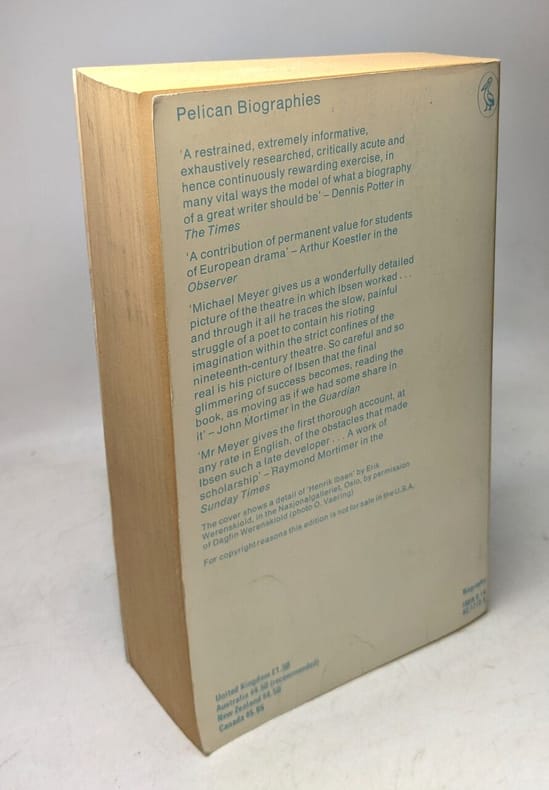 Pelican Biographies
'A restrained, extremely informative,
exhaustively researched, critically acute and
hence continuously rewarding exercise, in
many vital ways the model of what a biography
of a great writer should be' – Dennis Potter in
The Times
'A contribution of permanent value for students
of European drama' – Arthur Koestler in the
Observer
'Michael Meyer gives us a wonderfully detailed
picture of the theatre in which Ibsen worked . . .
and through it all he traces the slow, painful
struggle of a poet to contain his rioting
imagination within the strict confines of the
nineteenth-century theatre. So careful and so
real is his picture of Ibsen that the final
glimmering of success becomes, reading the
book, as moving as if we had some share in
it' – John Mortimer in the Guardian
'Mr Meyer gives the first thorough account, at
any rate in English, of the obstacles that made
Ibsen such a late developer . . . A work of
scholarship' – Raymond Mortimer in the
Sunday Times
The cover shows a detail of 'Henrik Ibsen' by Erik
Werenskiold, in the Nasjonalgalleriet, Oslo, by permission
of Dagfin Werenskiold (photo O. Vaering)
For copyright reasons this edition is not for sale in the U.S.A.
United Kingdom £1.50
Australia (recommended)
New Zealand
Canada
Biography
ISBN 0 14